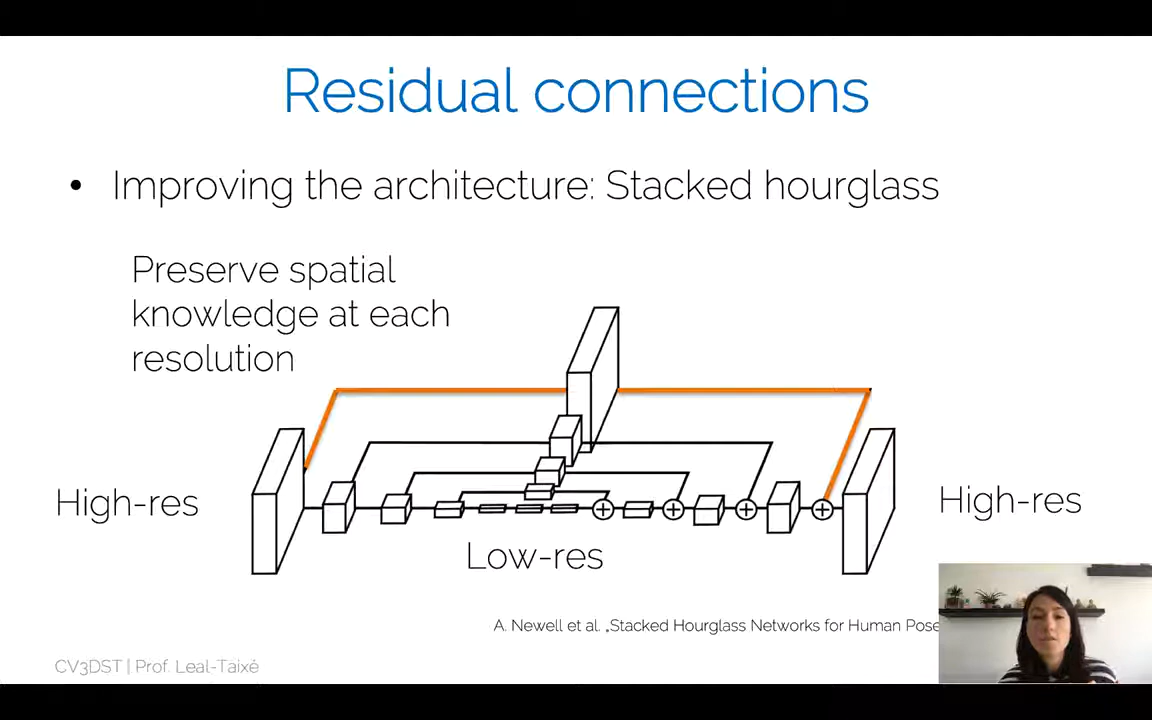 Residual connections
• Improving the architecture: Stacked hourglass
Preserve spatial
knowledge at each
resolution
High-res
High-res
Low-res
A. Newell et al. „Stacked Hourglass Networks for Human Pose
CV3DST | Prof. Leal-Taixé